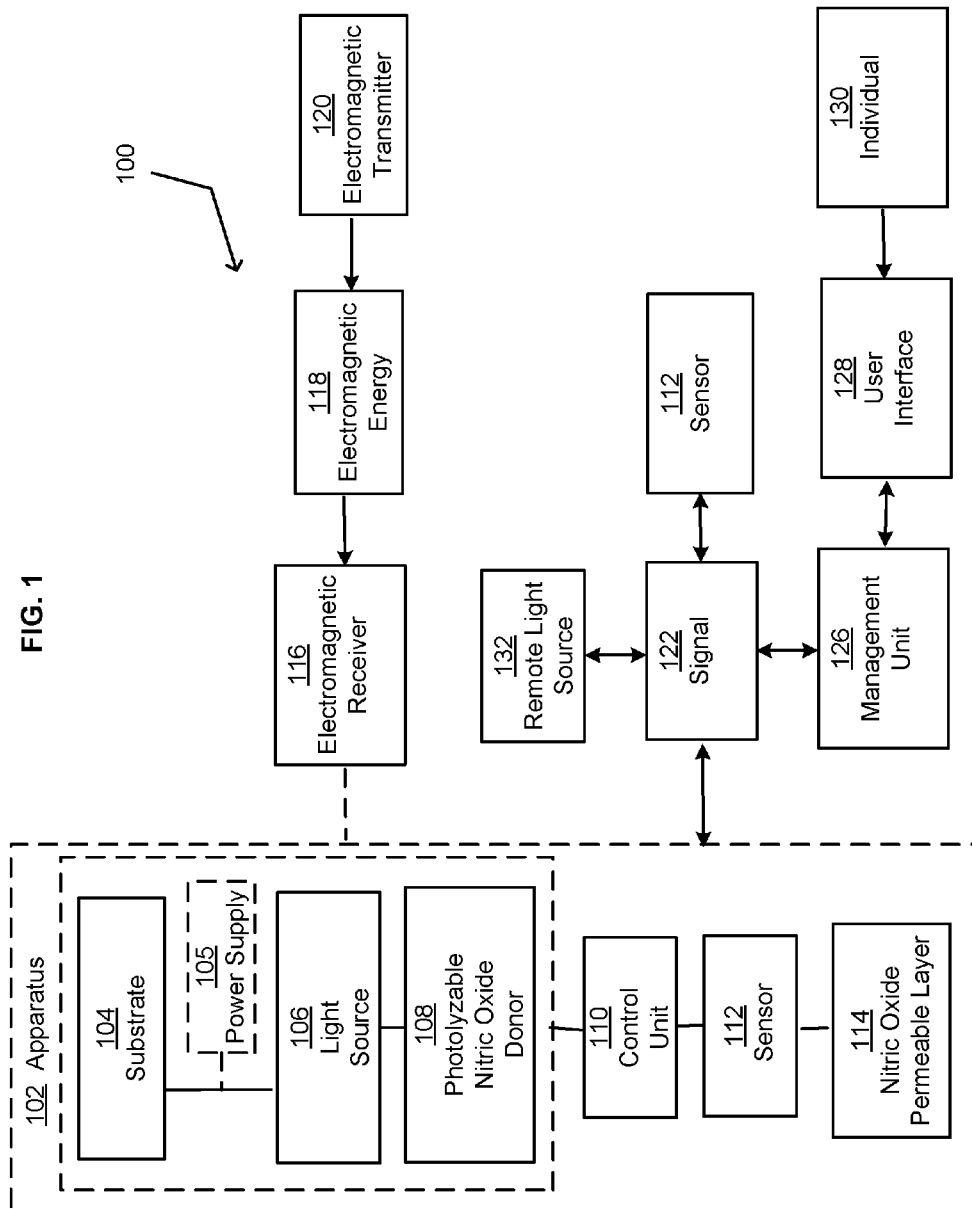 FIG. 1
100
102 Apparatus
104
Substrate
105
Power Supply
106
Light
Source
108
Photolyzable
Nitric Oxide
Donor
110
Control
Unit
112
Sensor
114
Nitric Oxide
Permeable Layer
116
Electromagnetic
Receiver
118
Electromagnetic
Energy
120
Electromagnetic
Transmitter
132
Remote Light
Source
122
Signal
112
Sensor
126
Management
Unit
128
User
Interface
130
Individual